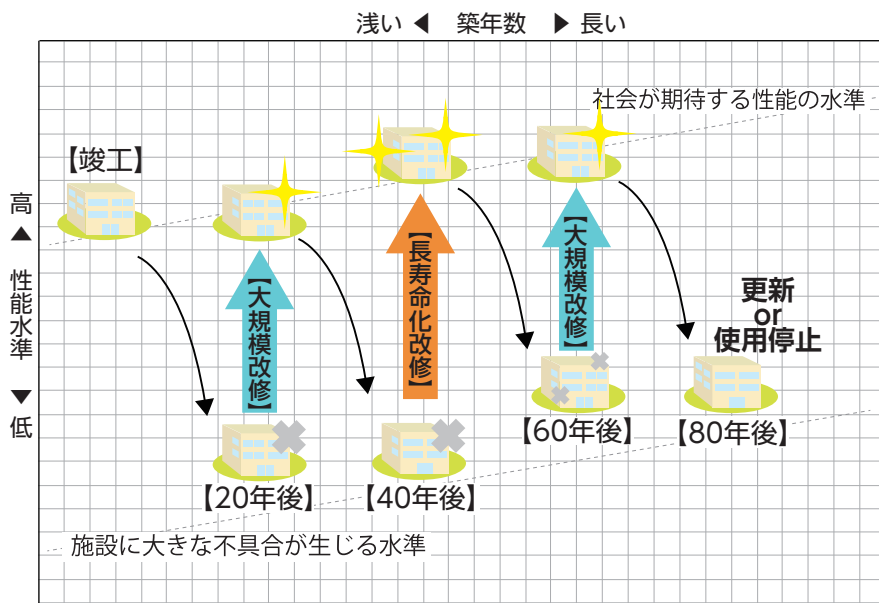 浅い ◀ 築年数 ▶ 長い
社会が期待する性能の水準
【竣工】
高
▲
性能水準
▼
低
【大規模改修】
【長寿命化改修】
【大規模改修】
更新
or
使用停止
【20年後】
【40年後】
【60年後】
【80年後】
施設に大きな不具合が生じる水準